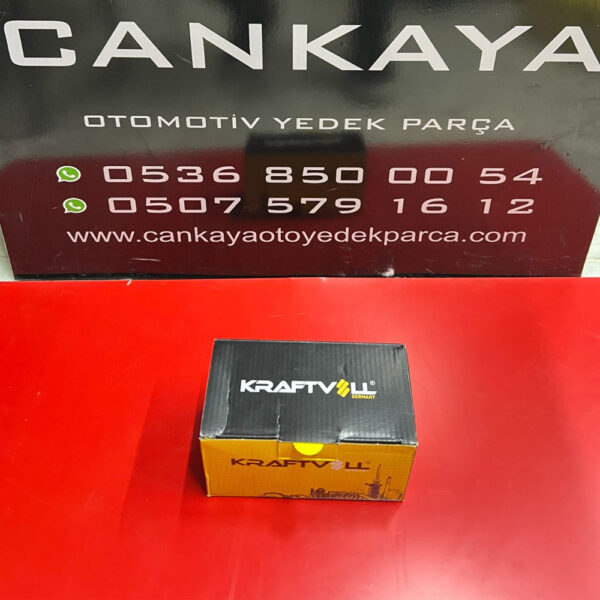 CANKAYA
OTOMOTİV YEDEK PARÇA
0536 850 00 54
0507 579 16 12
www.cankayaotoyedekparca.com
KRAFTVOLL®
GERMANY
KRAFTVOLL®